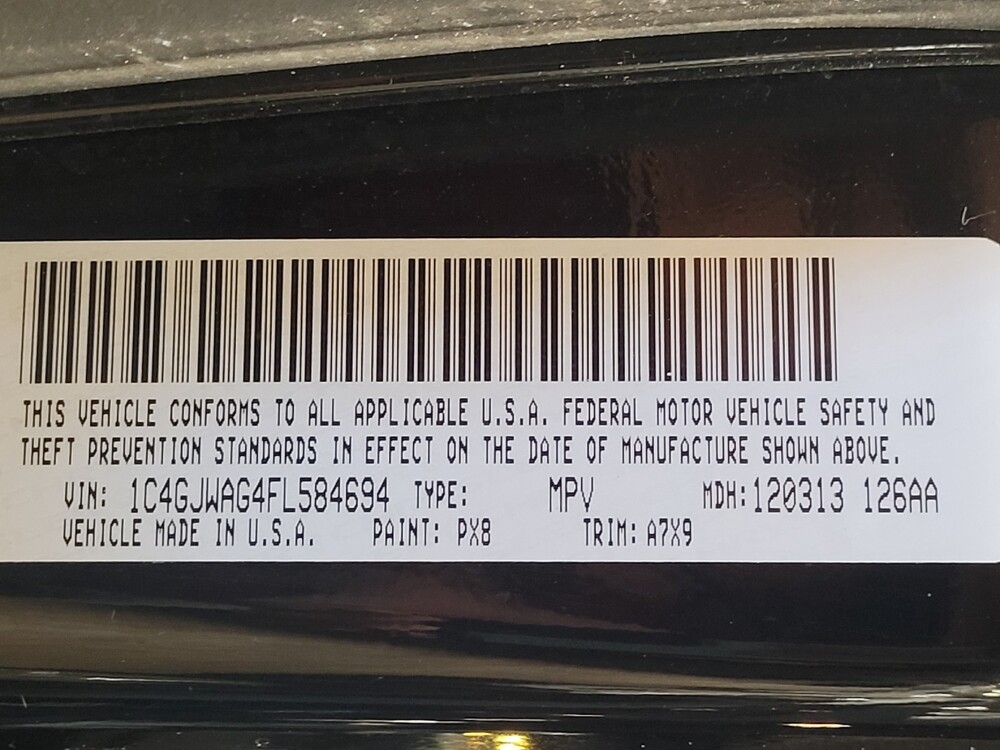 THIS VEHICLE CONFORMS TO ALL APPLICABLE U.S.A. FEDERAL MOTOR VEHICLE SAFETY AND
THEFT PREVENTION STANDARDS IN EFFECT ON THE DATE OF MANUFACTURE SHOWN ABOVE.
VIN: 1C4GJWAG4FL584694 TYPE: MPV MDH:120313 126AA
VEHICLE MADE IN U.S.A. PAINT: PX8 TRIM: A7X9